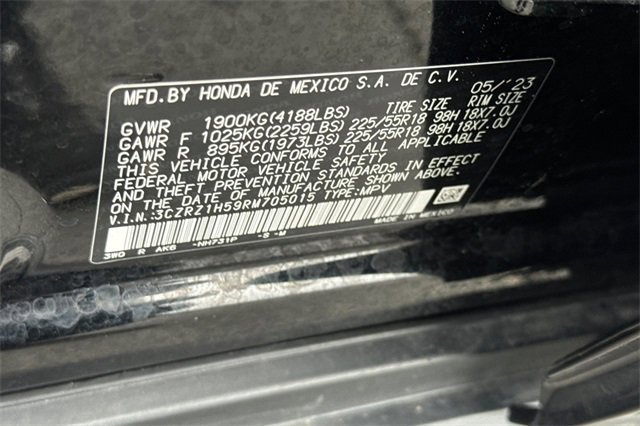 MFD.BY HONDA DE MEXICO S.A. DE C.V. 05/'23
GVWR 1900KG(4188LBS) TIRE SIZE RIM SIZE
GAWR F 1025KG(2259LBS) 225/55R18 98H 18X7.0J
GAWR R 895KG(1973LBS) 225/55R18 98H 18X7.0J
THIS VEHICLE CONFORMS TO ALL APPLICABLE
FEDERAL MOTOR VEHICLE SAFETY
AND THEFT PREVENTION STANDARDS IN EFFECT
ON THE DATE OF MANUFACTURE SHOWN ABOVE.
V.I.N.:3CZRZ1H59RM705015 TYPE:MPV
3W0 R AK6 -NH731P -S-M
MADE IN MEXICO